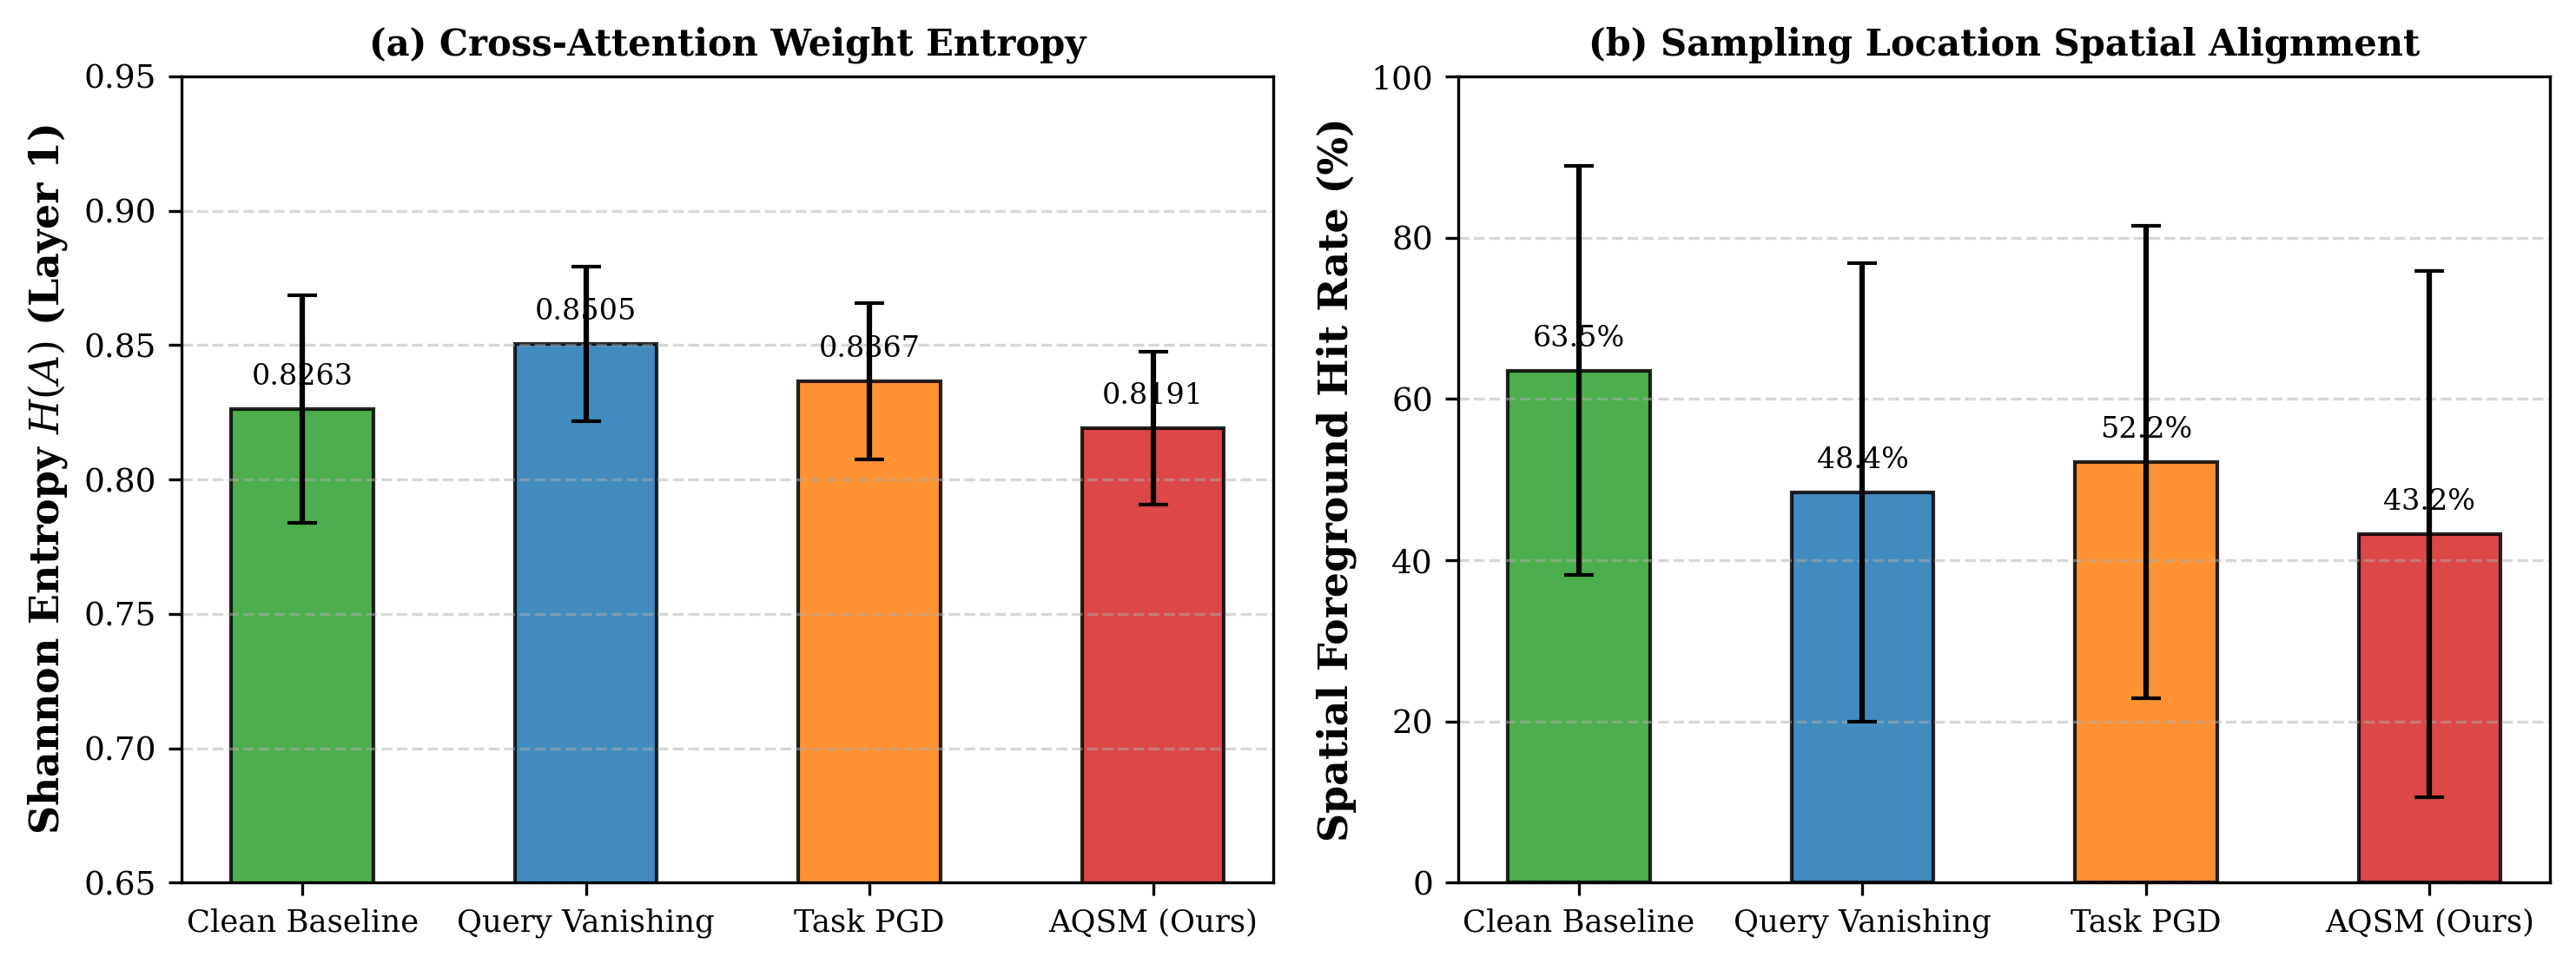 (a) Cross-Attention Weight Entropy
Shannon Entropy H(A) (Layer 1)
0.95
0.90
0.85
0.80
0.75
0.70
0.65
0.8263
0.8505
0.8367
0.8191
Clean Baseline
Query Vanishing
Task PGD
AQSM (Ours)
(b) Sampling Location Spatial Alignment
Spatial Foreground Hit Rate (%)
100
80
60
40
20
0
63.5%
48.4%
52.2%
43.2%
Clean Baseline
Query Vanishing
Task PGD
AQSM (Ours)